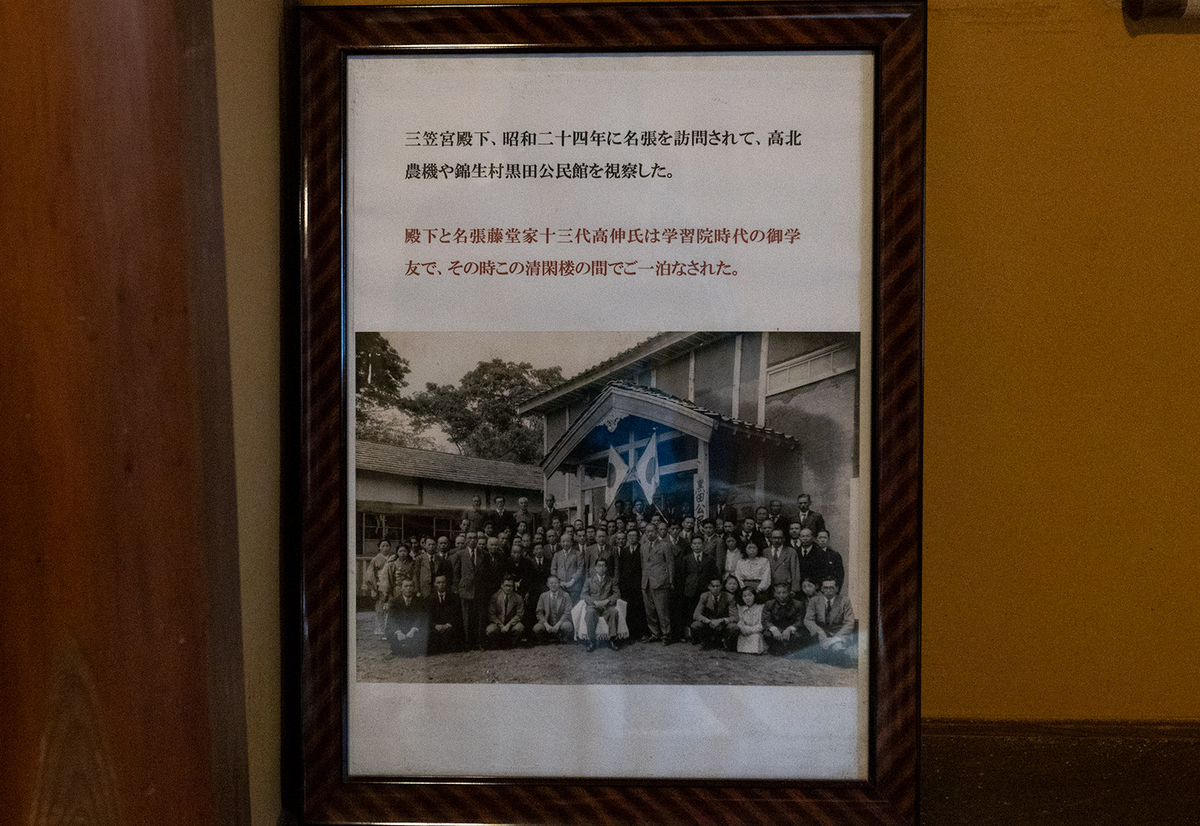 三笠宮殿下、昭和二十四年に名張を訪問されて、高北
農機や錦生村黒田公民館を視察した。
殿下と名張藤堂家十三代高伸氏は学習院時代の御学
友で、その時この清閑楼の間でご一泊なされた。
黒田公